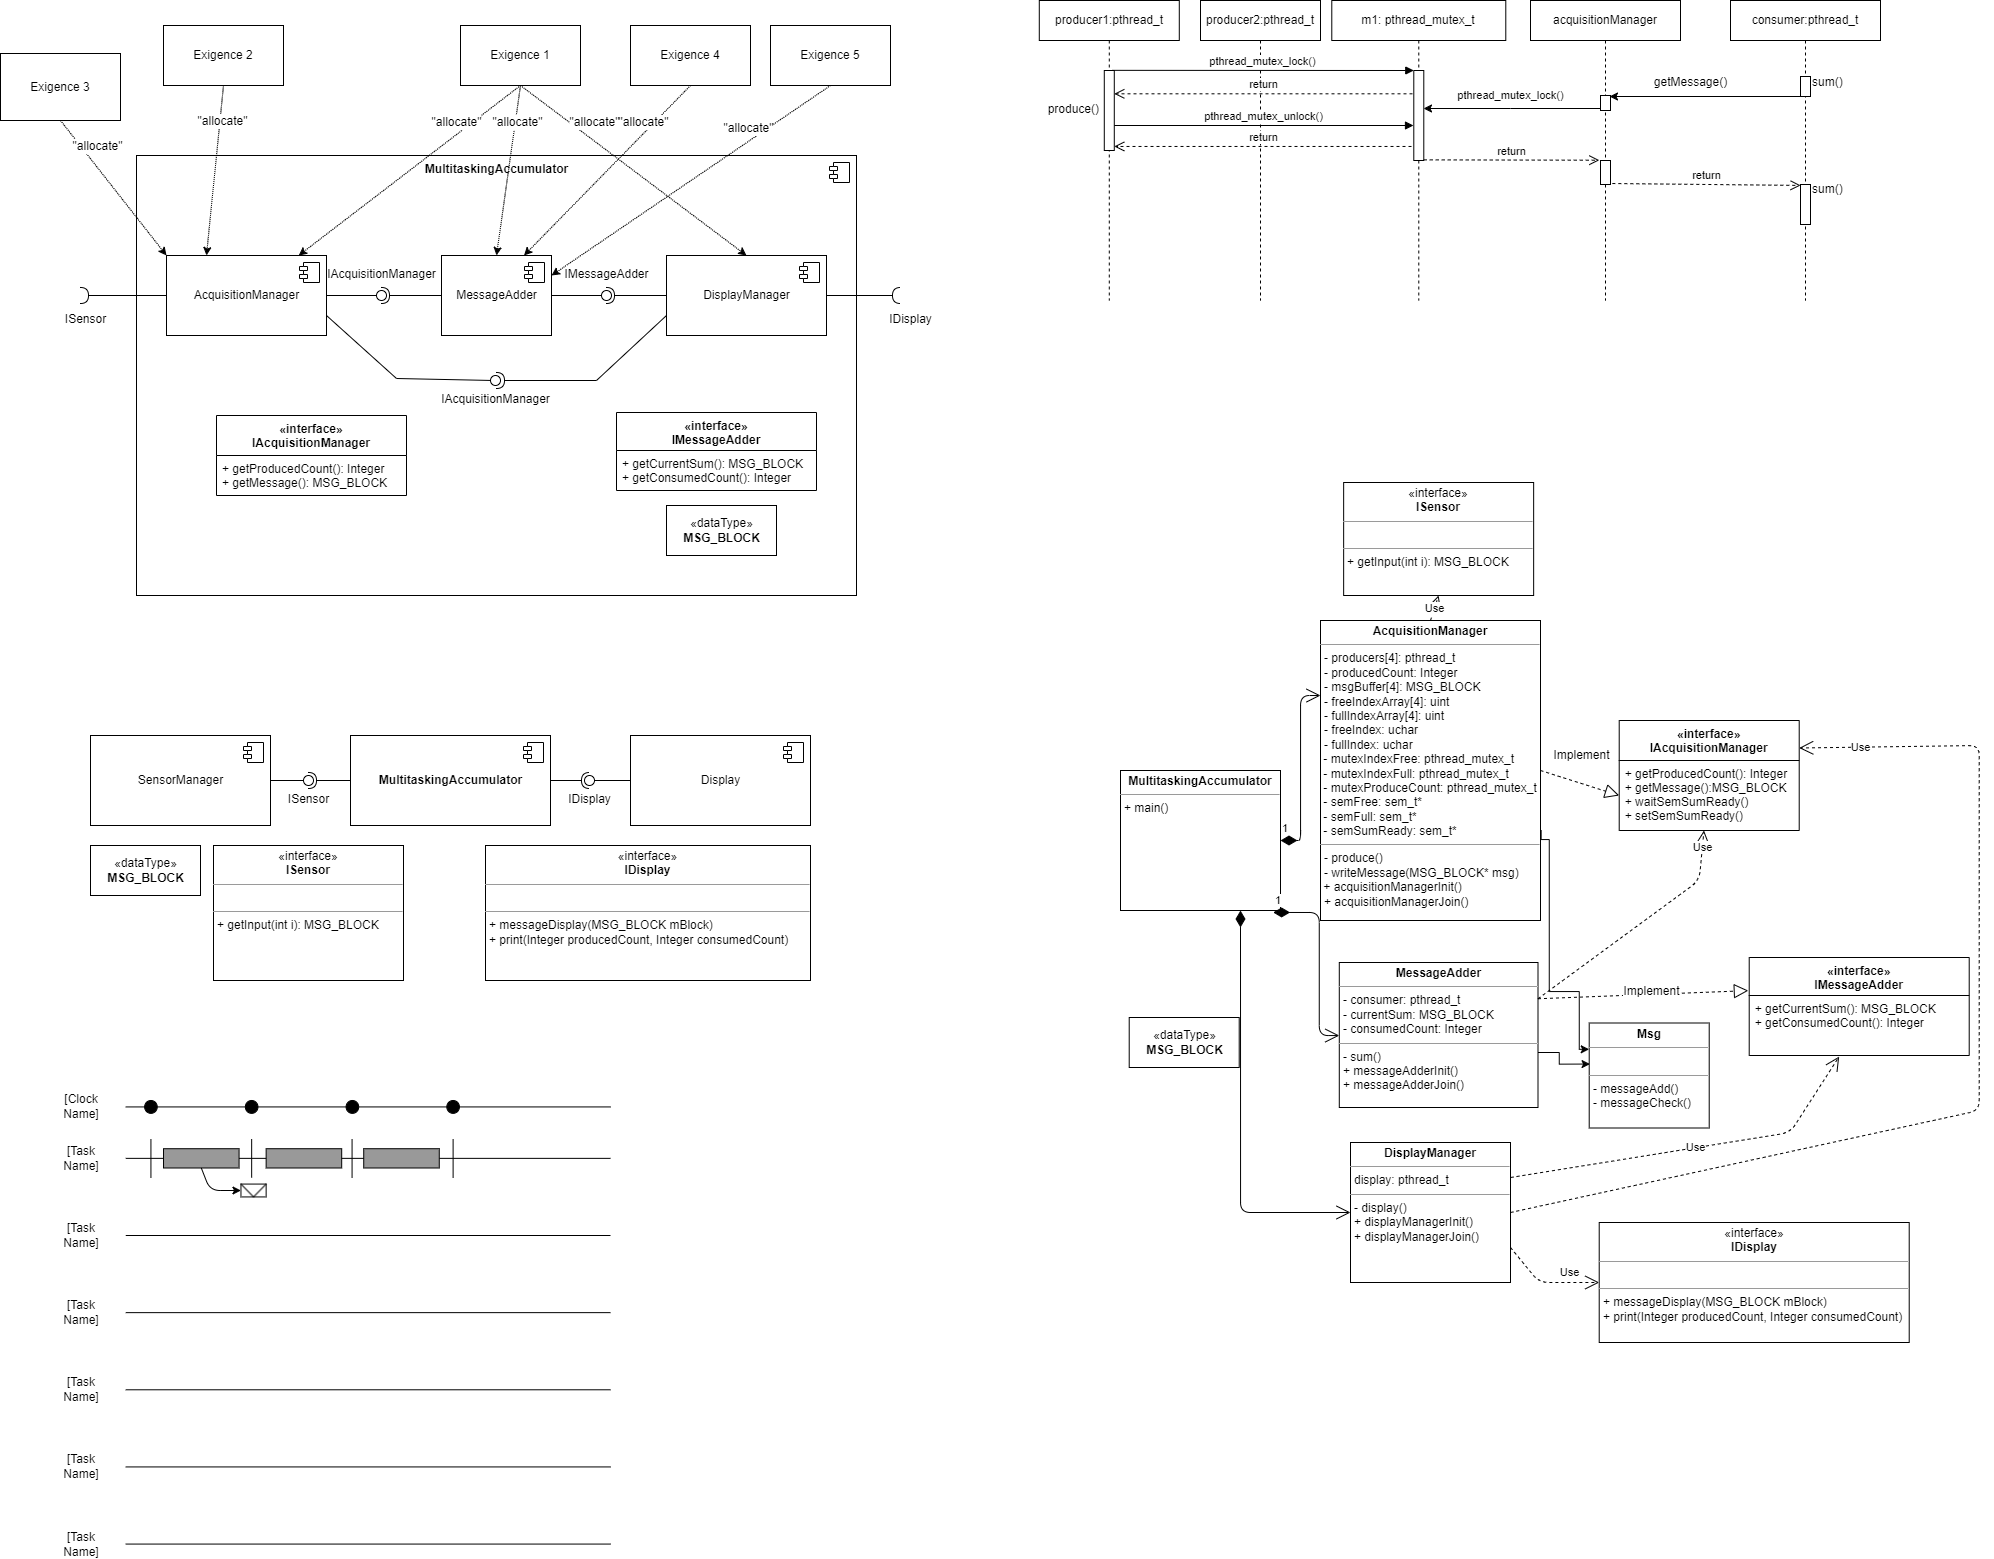 Exigence 3
Exigence 2
Exigence 1
Exigence 4
Exigence 5
"allocate"
"allocate"
"allocate"
"allocate"
"allocate"
"allocate"
"allocate"
MultitaskingAccumulator
AcquisitionManager
IAcquisitionManager
MessageAdder
IMessageAdder
DisplayManager
ISensor
IDisplay
IAcquisitionManager
«interface»
IAcquisitionManager
+ getProducedCount(): Integer
+ getMessage(): MSG_BLOCK
«interface»
IMessageAdder
+ getCurrentSum(): MSG_BLOCK
+ getConsumedCount(): Integer
«dataType»
MSG_BLOCK
producer1:pthread_t
producer2:pthread_t
m1: pthread_mutex_t
acquisitionManager
consumer:pthread_t
pthread_mutex_lock()
return
produce()
pthread_mutex_unlock()
return
getMessage()
sum()
pthread_mutex_lock()
return
return
sum()
SensorManager
ISensor
MultitaskingAccumulator
IDisplay
Display
«dataType»
MSG_BLOCK
«interface»
ISensor
+ getInput(int i): MSG_BLOCK
«interface»
IDisplay
+ messageDisplay(MSG_BLOCK mBlock)
+ print(Integer producedCount, Integer consumedCount)
[Clock
Name]
[Task
Name]
[Task
Name]
[Task
Name]
[Task
Name]
[Task
Name]
[Task
Name]
«interface»
ISensor
+ getInput(int i): MSG_BLOCK
Use
AcquisitionManager
- producers[4]: pthread_t
- producedCount: Integer
- msgBuffer[4]: MSG_BLOCK
- freeIndexArray[4]: uint
- fullIndexArray[4]: uint
- freeIndex: uchar
- fullIndex: uchar
- mutexIndexFree: pthread_mutex_t
- mutexIndexFull: pthread_mutex_t
- mutexProduceCount: pthread_mutex_t
- semFree: sem_t*
- semFull: sem_t*
- semSumReady: sem_t*
- produce()
- writeMessage(MSG_BLOCK* msg)
+ acquisitionManagerInit()
+ acquisitionManagerJoin()
MultitaskingAccumulator
+ main()
1
1
Implement
«interface»
IAcquisitionManager
+ getProducedCount(): Integer
+ getMessage():MSG_BLOCK
+ waitSemSumReady()
+ setSemSumReady()
Use
Use
MessageAdder
- consumer: pthread_t
- currentSum: MSG_BLOCK
- consumedCount: Integer
- sum()
+ messageAdderInit()
+ messageAdderJoin()
Implement
«interface»
IMessageAdder
+ getCurrentSum(): MSG_BLOCK
+ getConsumedCount(): Integer
«dataType»
MSG_BLOCK
Msg
- messageAdd()
- messageCheck()
DisplayManager
display: pthread_t
- display()
+ displayManagerInit()
+ displayManagerJoin()
Use
Use
«interface»
IDisplay
+ messageDisplay(MSG_BLOCK mBlock)
+ print(Integer producedCount, Integer consumedCount)